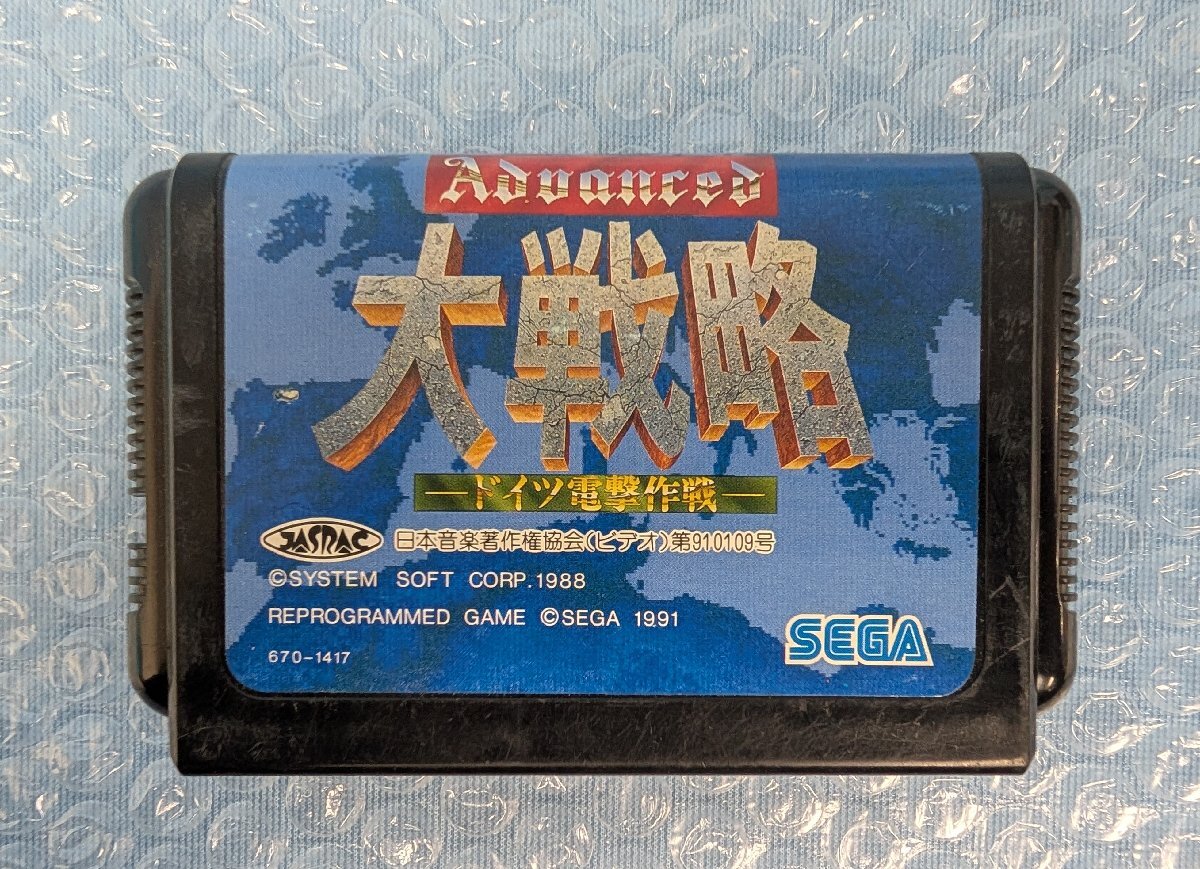 Advanced
大戦略
—ドイツ電撃作戦—
JASRAC 日本音楽著作権協会(ビデオ)第910109号
©SYSTEM SOFT CORP.1988
REPROGRAMMED GAME ©SEGA 1991
670-1417
SEGA